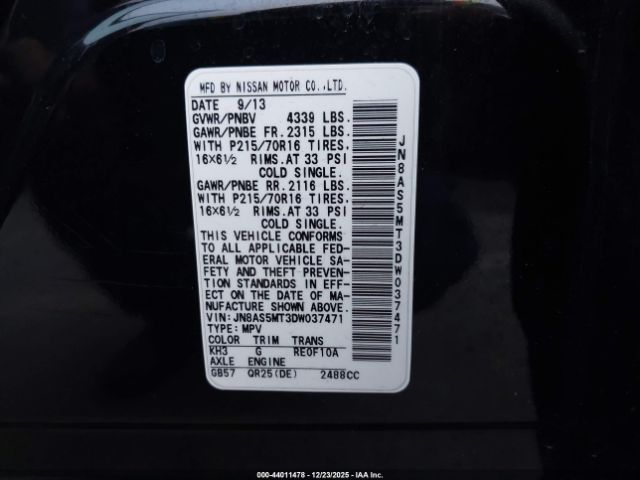 MFD BY NISSAN MOTOR CO.,LTD.
DATE 9/13
GVWR/PNBV 4339 LBS.
GAWR/PNBE FR. 2315 LBS.
WITH P215/70R16 TIRES.
16×6½ RIMS. AT 33 PSI
COLD SINGLE.
GAWR/PNBE RR. 2116 LBS.
WITH P215/70R16 TIRES.
16×6½ RIMS. AT 33 PSI
COLD SINGLE.
THIS VEHICLE CONFORMS
TO ALL APPLICABLE FED-
ERAL MOTOR VEHICLE SA-
FETY AND THEFT PREVEN-
TION STANDARDS IN EFF-
ECT ON THE DATE OF MA-
NUFACTURE SHOWN ABOVE.
VIN: JN8AS5MT3DW037471
TYPE: MPV
COLOR TRIM TRANS
KH3 G RE0F10A
AXLE ENGINE
GB57 QR25(DE) 2488CC
JN8AS5MT3DW037471
000-44011478 - 12/23/2025 - IAAI, Inc.